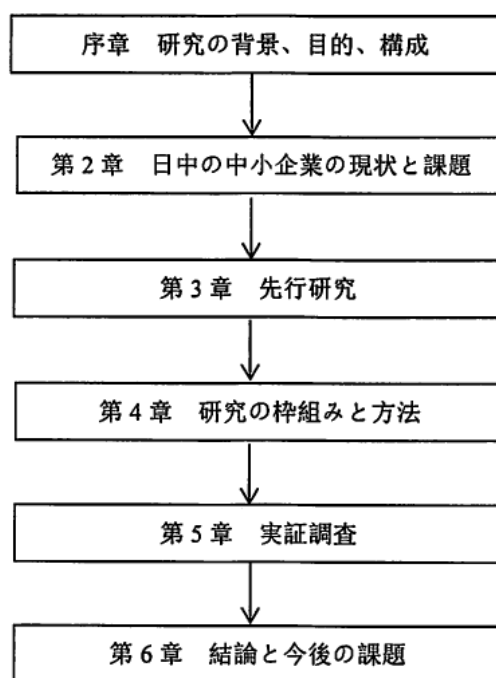 序章 研究の背景、目的、構成
第2章 日中の中小企業の現状と課題
第3章 先行研究
第4章 研究の枠組みと方法
第5章 実証調査
第6章 結論と今後の課題